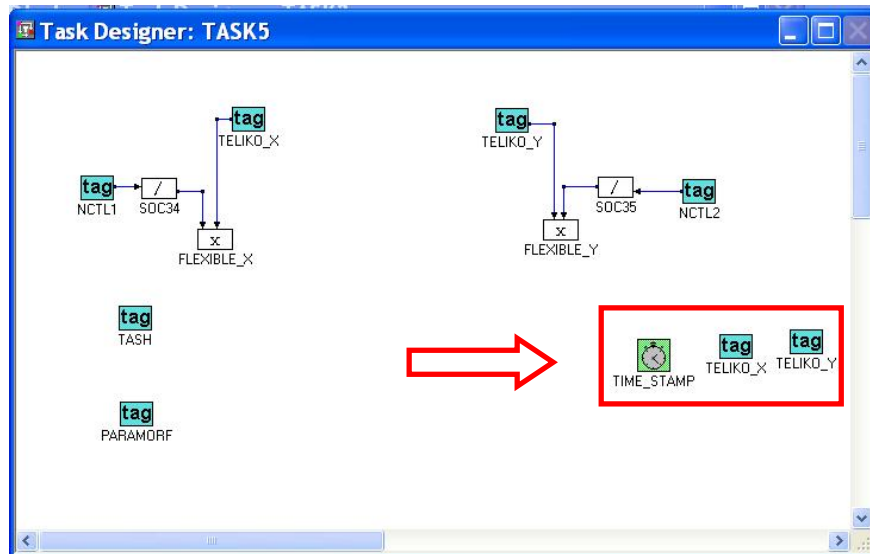 Task Designer: TASK5
tag
TELIKO_X
tag
TELIKO_Y
tag
NCTL1
/
SOC34
/
SOC35
tag
NCTL2
x
FLEXIBLE_X
x
FLEXIBLE_Y
tag
TASH
TIME_STAMP
tag
TELIKO_X
tag
TELIKO_Y
tag
PARAMORF